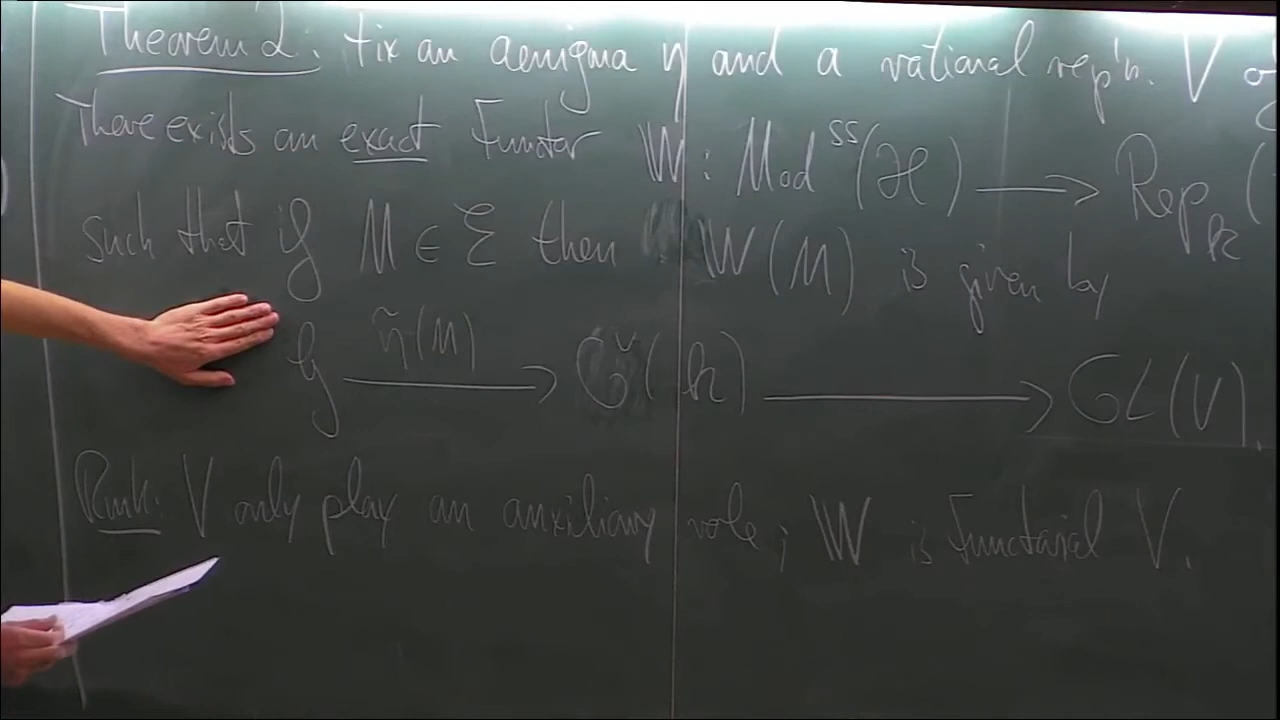 Theorem 2: fix an aenigma η and a rational rep'n. V
There exists an exact functor 𝕎 : Mod^{ss}(ℋ) ⟶ Rep_k (
such that if M ∈ Ξ then 𝕎(M) is given by
G ⟶^{η̃(M)} Ǧ(k) ⟶ GL(V).
Rmk: V only play an auxiliary role; 𝕎 is functorial V.